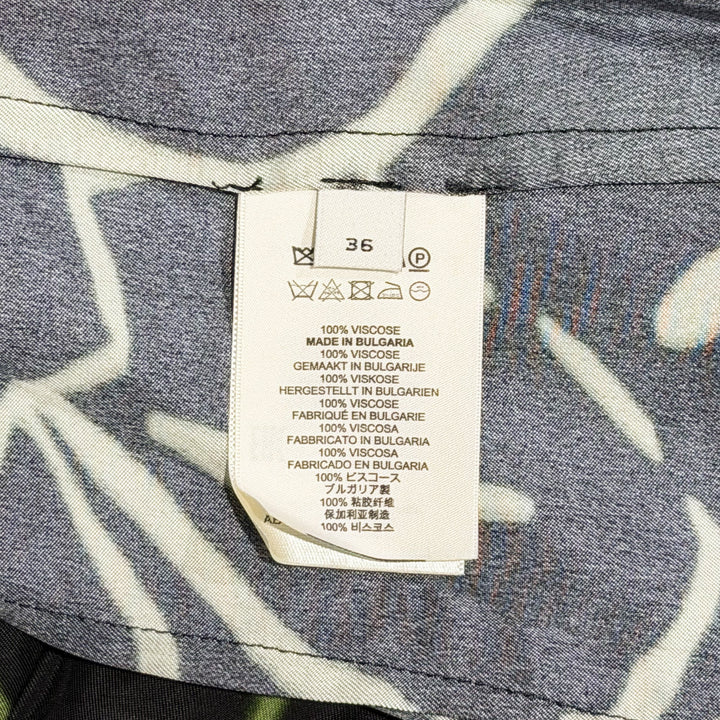 36
P
100% VISCOSE
MADE IN BULGARIA
100% VISCOSE
GEMAAKT IN BULGARIJE
100% VISKOSE
HERGESTELLT IN BULGARIEN
100% VISCOSE
FABRIQUÉ EN BULGARIE
100% VISCOSA
FABBRICATO IN BULGARIA
100% VISCOSA
FABRICADO EN BULGARIA
100% ビスコース
ブルガリア製
100% 粘胶纤维
保加利亚制造
100% 비스코스